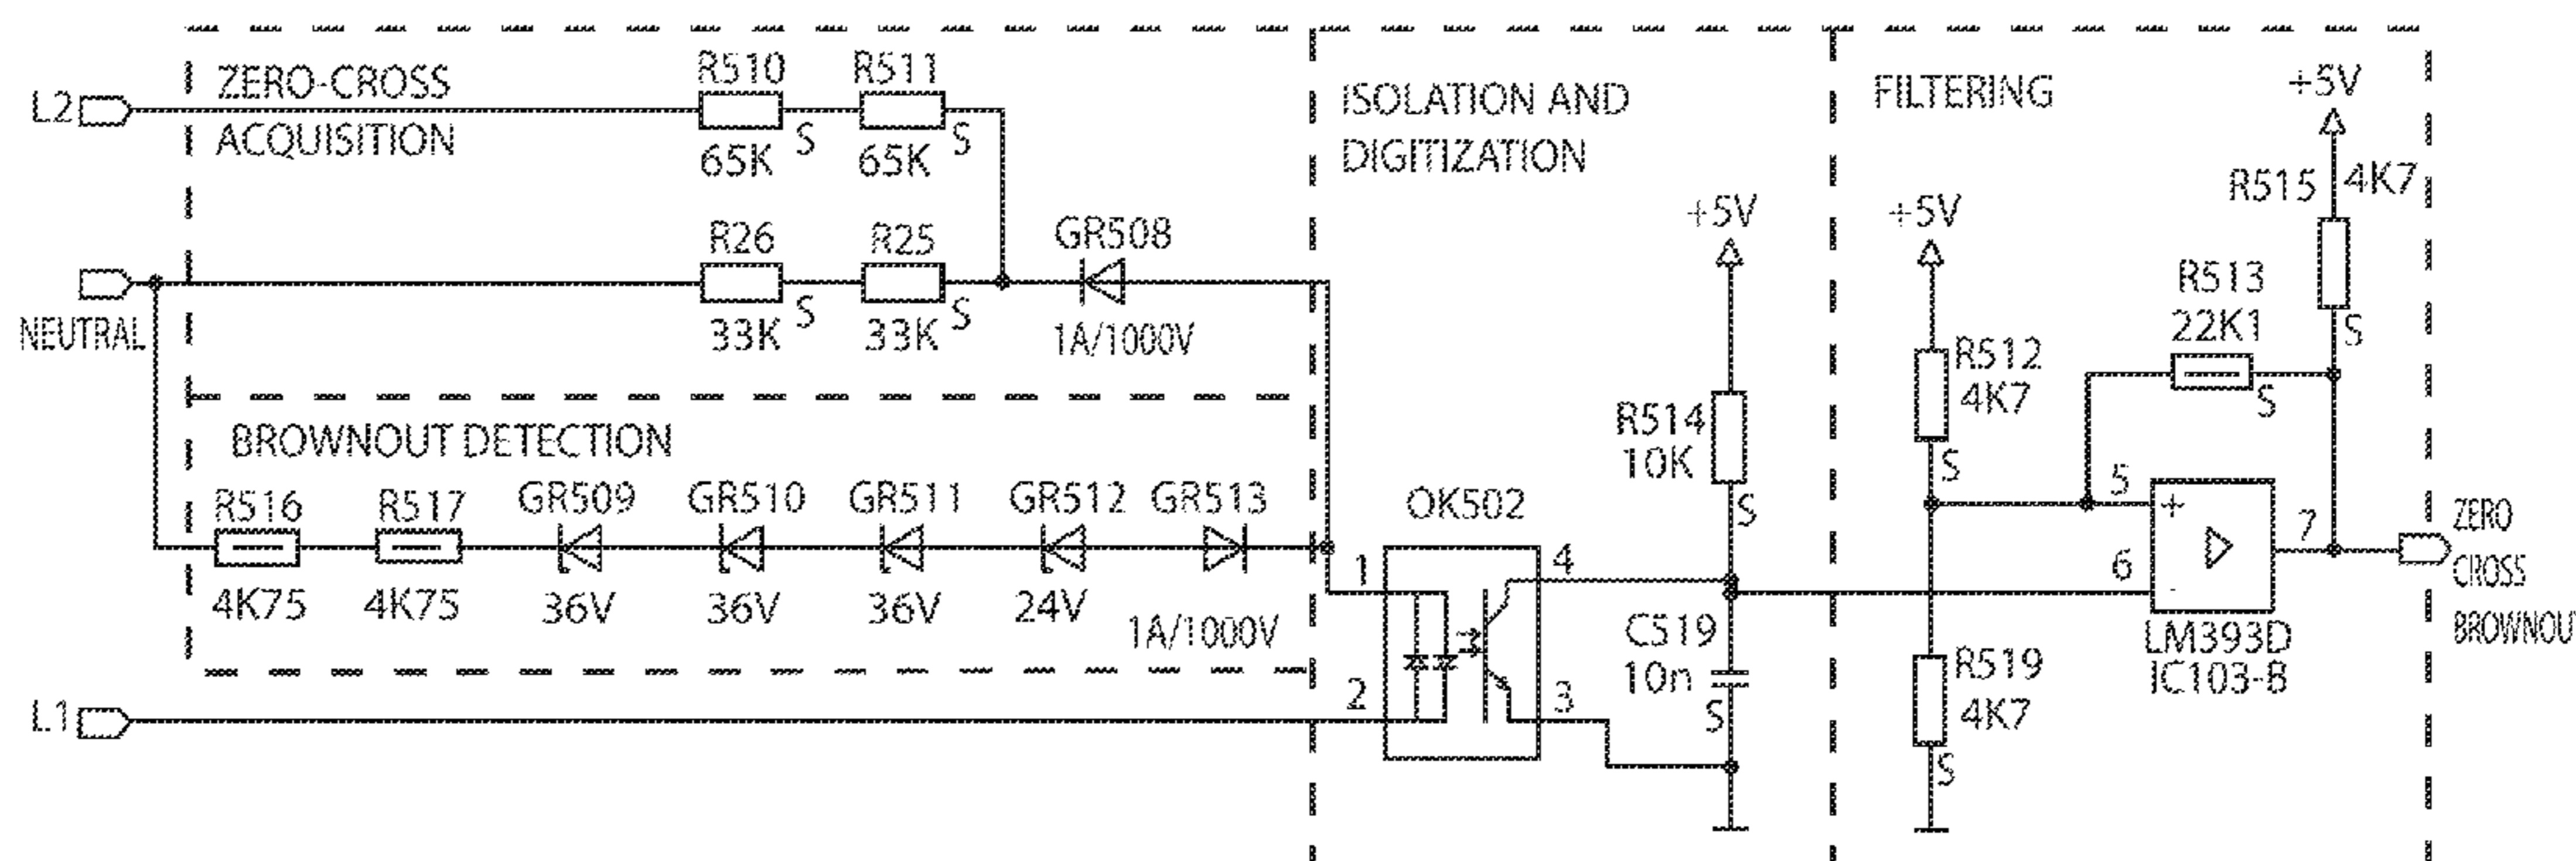 ZERO-CROSS
ACQUISITION
L2
R510
65K
S
R511
65K
S
NEUTRAL
R26
33K
S
R25
33K
S
GR508
1A/1000V
BROWNOUT DETECTION
R516
4K75
R517
4K75
GR509
36V
GR510
36V
GR511
36V
GR512
24V
GR513
1A/1000V
L1
ISOLATION AND
DIGITIZATION
OK502
1
2
4
3
+5V
R514
10K
S
C519
10n
S
FILTERING
+5V
R512
4K7
S
R519
4K7
S
+5V
R515
4K7
S
R513
22K1
S
5
+
6
-
7
LM393D
IC103-B
ZERO
CROSS